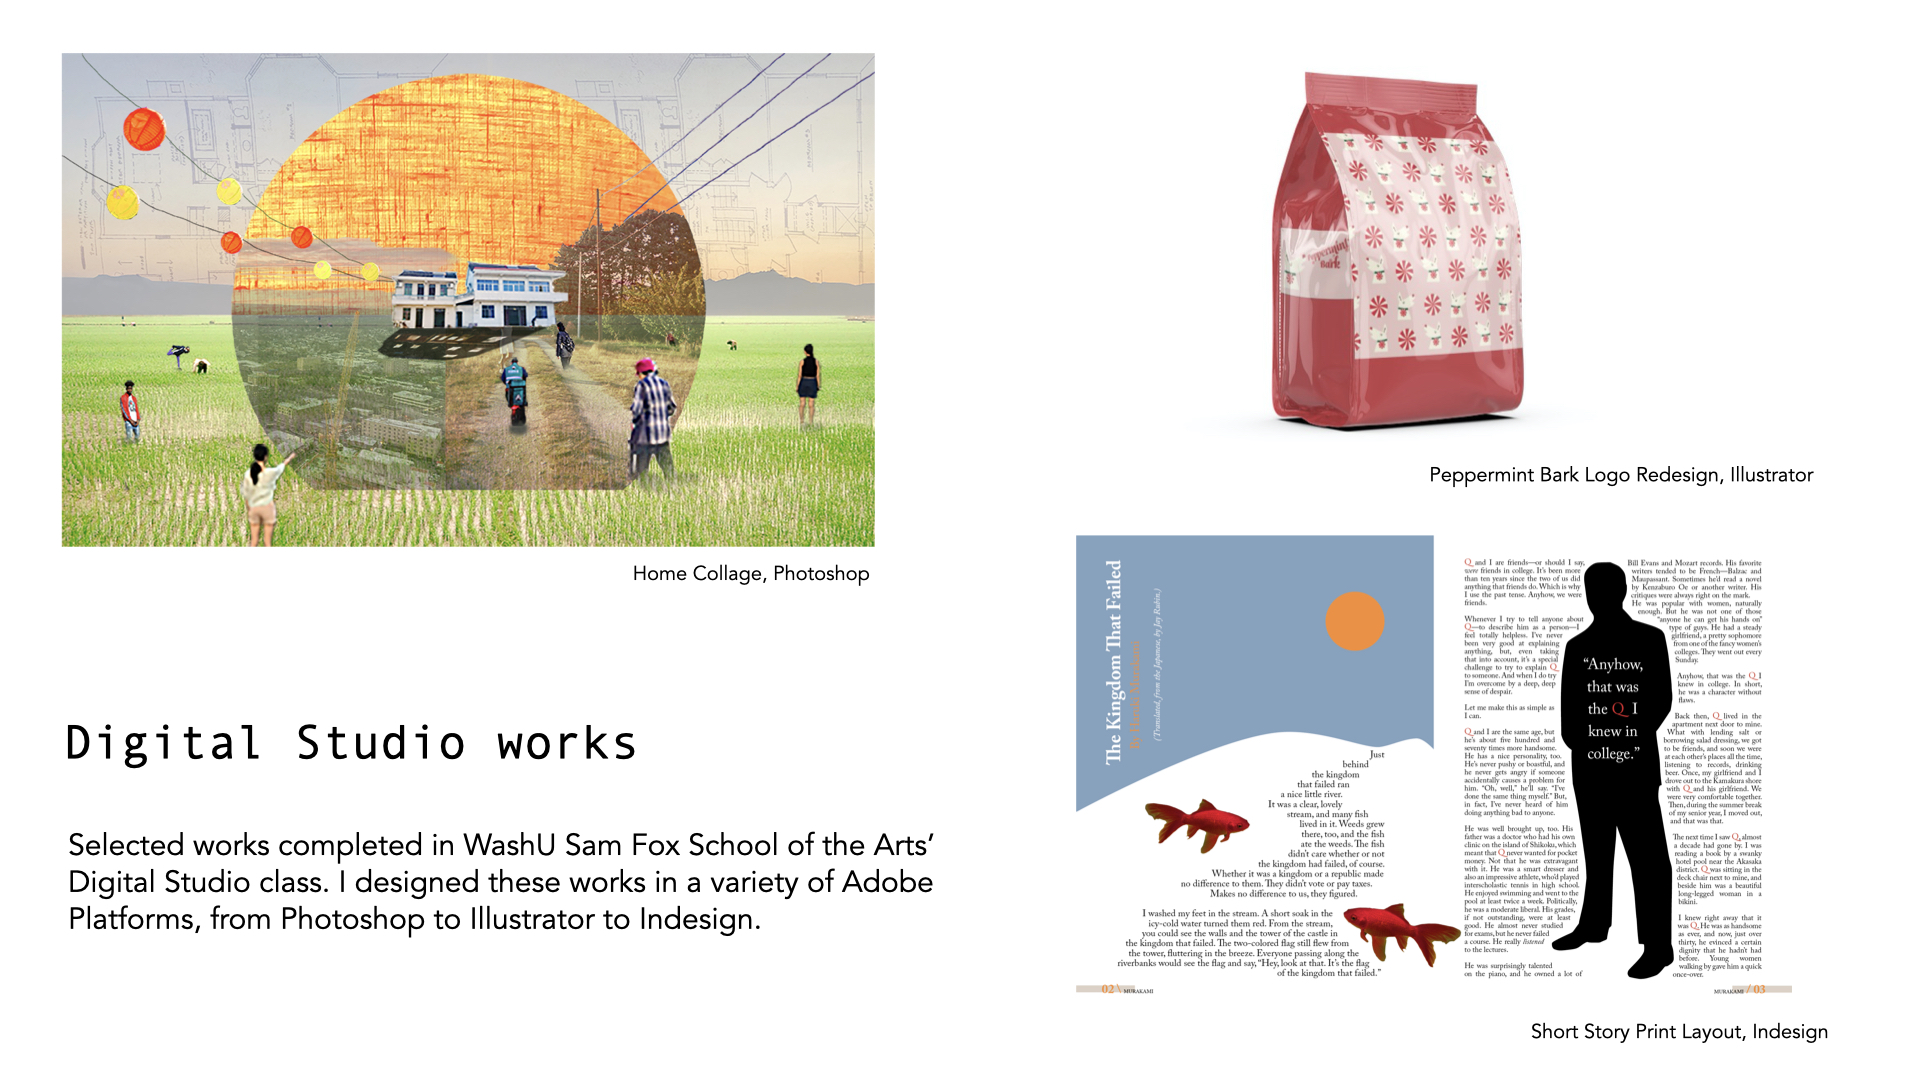 Peppermint
Bark
Home Collage, Photoshop
Peppermint Bark Logo Redesign, Illustrator
Digital Studio works
Selected works completed in WashU Sam Fox School of the Arts’
Digital Studio class. I designed these works in a variety of Adobe
Platforms, from Photoshop to Illustrator to Indesign.
The Kingdom That Failed
By Haruki Murakami
(Translated, from the Japanese, by Jay Rubin.)
Just
behind
the kingdom
that failed ran
a nice little river.
It was a clear, lovely
stream, and many fish
lived in it. Weeds grew
there, too, and the fish
ate the weeds. The fish
didn’t care whether or not
the kingdom had failed, of course.
Whether it was a kingdom or a republic made
no difference to them. They didn’t vote or pay taxes.
Makes no difference to us, they figured.
I washed my feet in the stream. A short soak in the
icy-cold water turned them red. From the stream,
you could see the walls and the tower of the castle in
the kingdom that failed. The two-colored flag still flew from
the tower, fluttering in the breeze. Everyone passing along the
riverbanks would see the flag and say, “Hey, look at that. It’s the flag
of the kingdom that failed.”
02 \ MURAKAMI
Q and I are friends—or should I say,
were friends in college. It’s been more
than ten years since the two of us did
anything that friends do. Which is why
I use the past tense. Anyhow, we were
friends.
Whenever I try to tell anyone about
Q—to describe him as a person—I
feel totally helpless. I’ve never
been very good at explaining
anything, but, even taking
that into account, it’s a special
challenge to try to explain Q
to someone. And when I do try
I’m overcome by a deep, deep
sense of despair.
Let me make this as simple as
I can.
Q and I are the same age, but
he’s about five hundred and
seventy times more handsome.
He has a nice personality, too.
He’s never pushy or boastful, and
he never gets angry if someone
accidentally causes a problem for
him. “Oh, well,” he’ll say. “I’ve
done the same thing myself.” But,
in fact, I’ve never heard of him
doing anything bad to anyone.
He was well brought up, too. His
father was a doctor who had his own
clinic on the island of Shikoku, which
meant that Q never wanted for pocket
money. Not that he was extravagant
with it. He was a smart dresser and
also an impressive athlete, who’d played
interscholastic tennis in high school.
He enjoyed swimming and went to the
pool at least twice a week. Politically,
he was a moderate liberal. His grades,
if not outstanding, were at least
good. He almost never studied
for exams, but he never failed
a course. He really listened
to the lectures.
He was surprisingly talented
on the piano, and he owned a lot of
“Anyhow,
that was
the Q I
knew in
college.”
Bill Evans and Mozart records. His favorite
writers tended to be French—Balzac and
Maupassant. Sometimes he’d read a novel
by Kenzaburo Oe or another writer. His
critiques were always right on the mark.
He was popular with women, naturally
enough. But he was not one of those
“anyone he can get his hands on”
type of guys. He had a steady
girlfriend, a pretty sophomore
from one of the fancy women’s
colleges. They went out every
Sunday.
Anyhow, that was the Q I
knew in college. In short,
he was a character without
flaws.
Back then, Q lived in the
apartment next door to mine.
What with lending salt or
borrowing salad dressing, we got
to be friends, and soon we were
at each other’s places all the time,
listening to records, drinking
beer. Once, my girlfriend and I
drove out to the Kamakura shore
with Q and his girlfriend. We
were very comfortable together.
Then, during the summer break
of my senior year, I moved out,
and that was that.
The next time I saw Q, almost
a decade had gone by. I was
reading a book by a swanky
hotel pool near the Akasaka
district. Q was sitting in the
deck chair next to mine, and
beside him was a beautiful
long-legged woman in a
bikini.
I knew right away that it
was Q. He was as handsome
as ever, and now, just over
thirty, he evinced a certain
dignity that he hadn’t had
before. Young women
walking by gave him a quick
once-over.
MURAKAMI / 03
Short Story Print Layout, Indesign